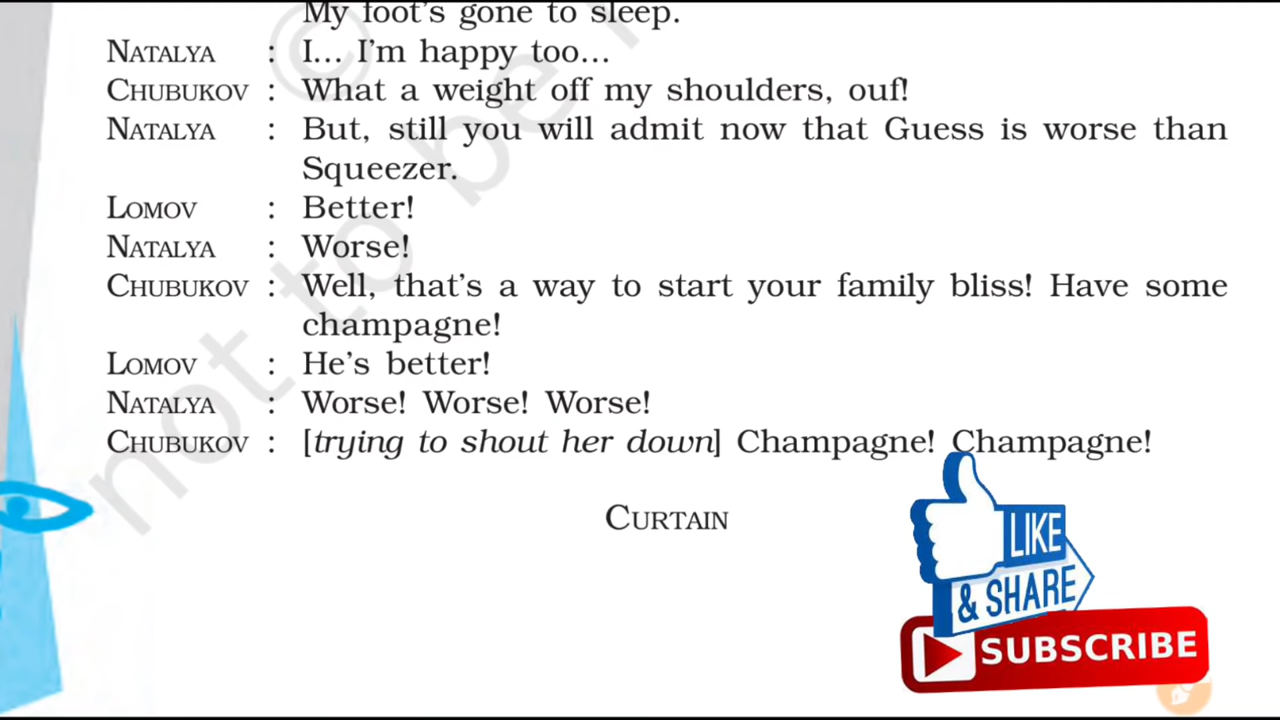 My foot's gone to sleep.
NATALYA : I... I'm happy too...
CHUBUKOV : What a weight off my shoulders, ouf!
NATALYA : But, still you will admit now that Guess is worse than
Squeezer.
LOMOV : Better!
NATALYA : Worse!
CHUBUKOV : Well, that's a way to start your family bliss! Have some
champagne!
LOMOV : He's better!
NATALYA : Worse! Worse! Worse!
CHUBUKOV : [trying to shout her down] Champagne! Champagne!
CURTAIN
LIKE
& SHARE
SUBSCRIBE
©
not to be